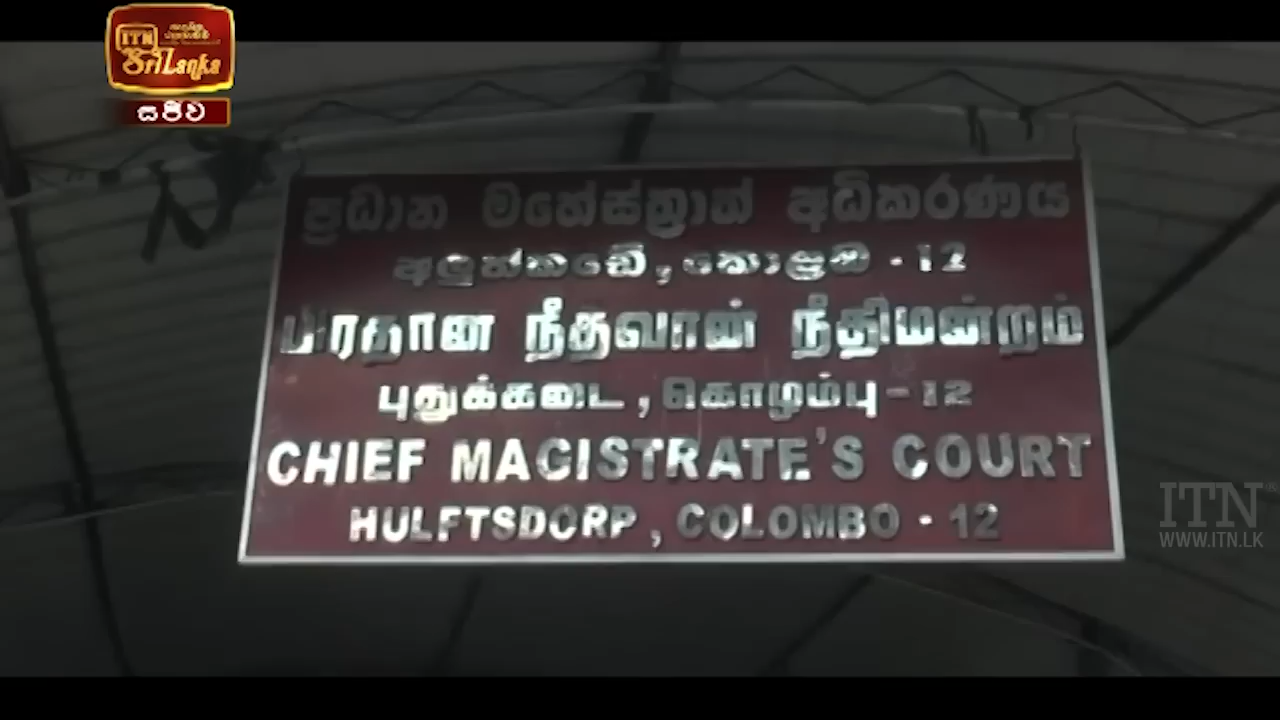 ITN
Sri Lanka
සජීව
ප්‍රධාන මහේස්ත්‍රාත් අධිකරණය
අලුත්කඩේ, කොළඹ - 12
பிரதான நீதவான் நீதிமன்றம்
புதுக்கடை, கொழும்பு - 12
CHIEF MAGISTRATE'S COURT
HULFTSDORP, COLOMBO - 12
ITN
WWW.ITN.LK